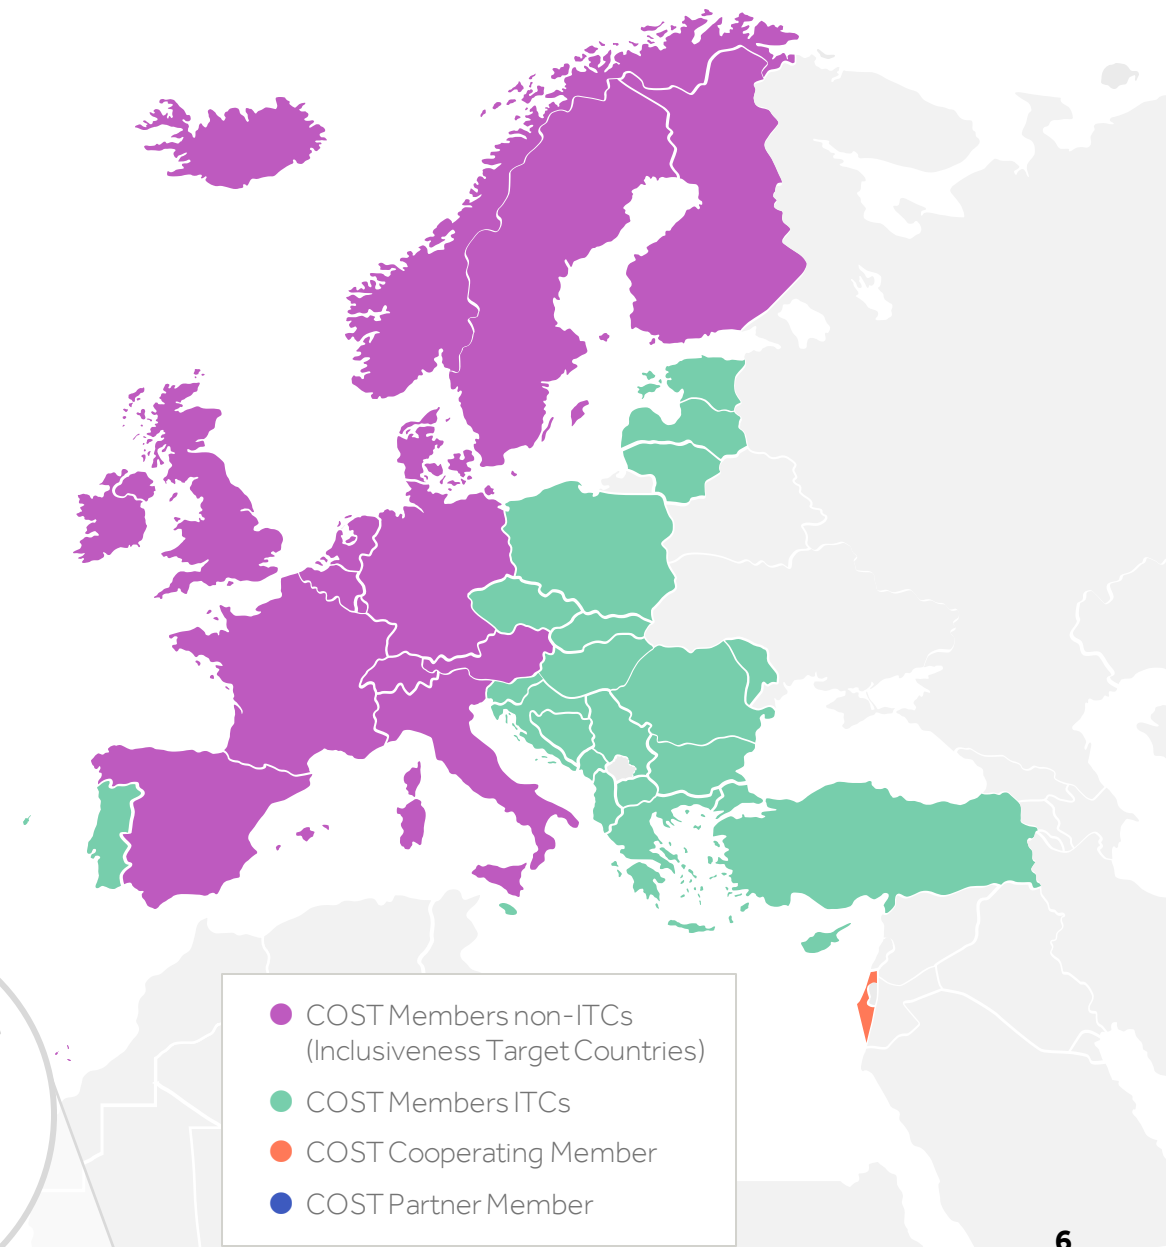 COST Members non-ITCs
(Inclusiveness Target Countries)
COST Members ITCs
COST Cooperating Member
COST Partner Member
6